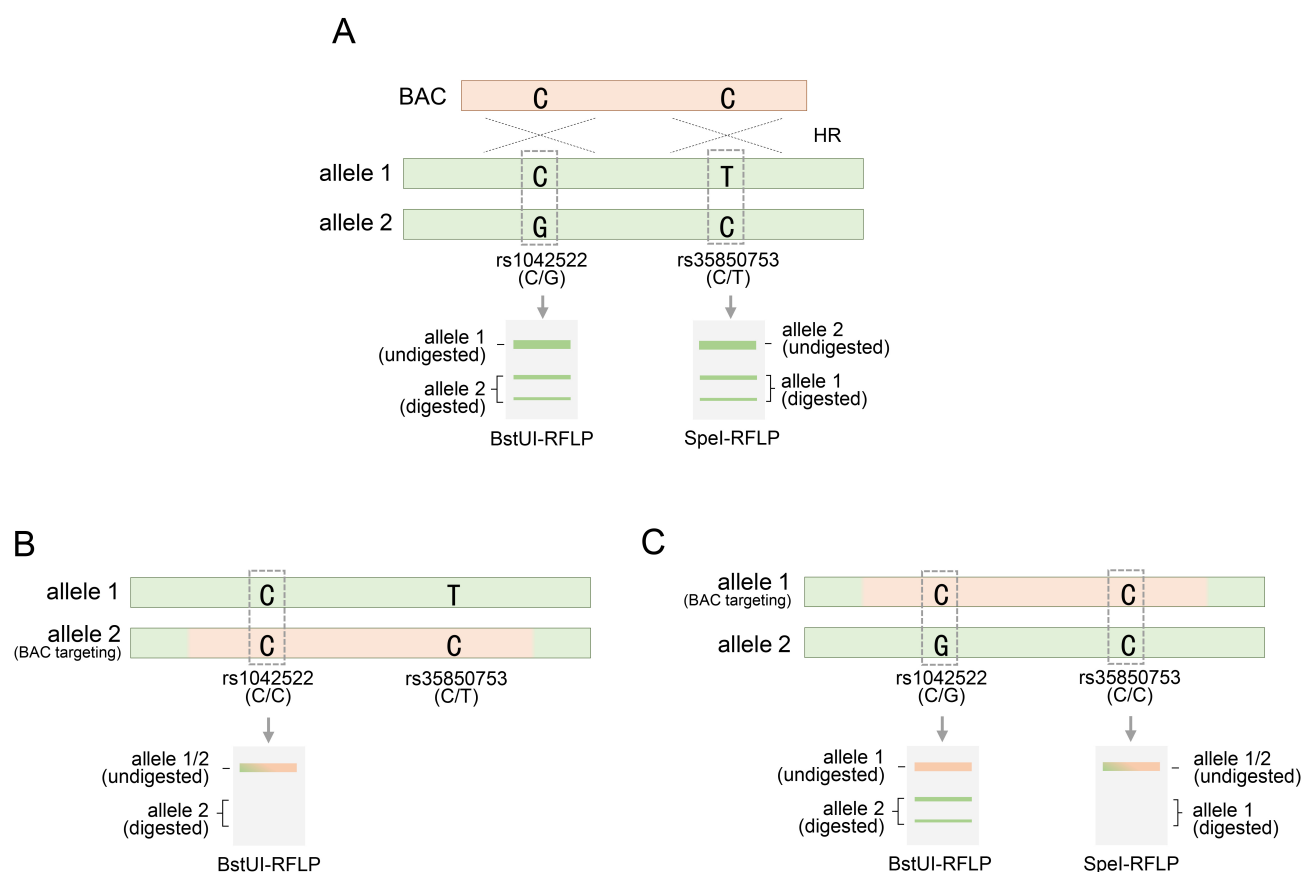 A
BAC C C
HR
allele 1 C T
allele 2 G C
rs1042522 rs35850753
(C/G) (C/T)
allele 1
(undigested)
allele 2
(digested)
BstUI-RFLP
allele 2
(undigested)
allele 1
(digested)
SpeI-RFLP
B
allele 1 C T
allele 2 C C
(BAC targeting)
rs1042522 rs35850753
(C/C) (C/T)
allele 1/2
(undigested)
allele 2
(digested)
BstUI-RFLP
C
allele 1 C C
(BAC targeting)
allele 2 G C
rs1042522 rs35850753
(C/G) (C/C)
allele 1
(undigested)
allele 2
(digested)
BstUI-RFLP
allele 1/2
(undigested)
allele 1
(digested)
SpeI-RFLP